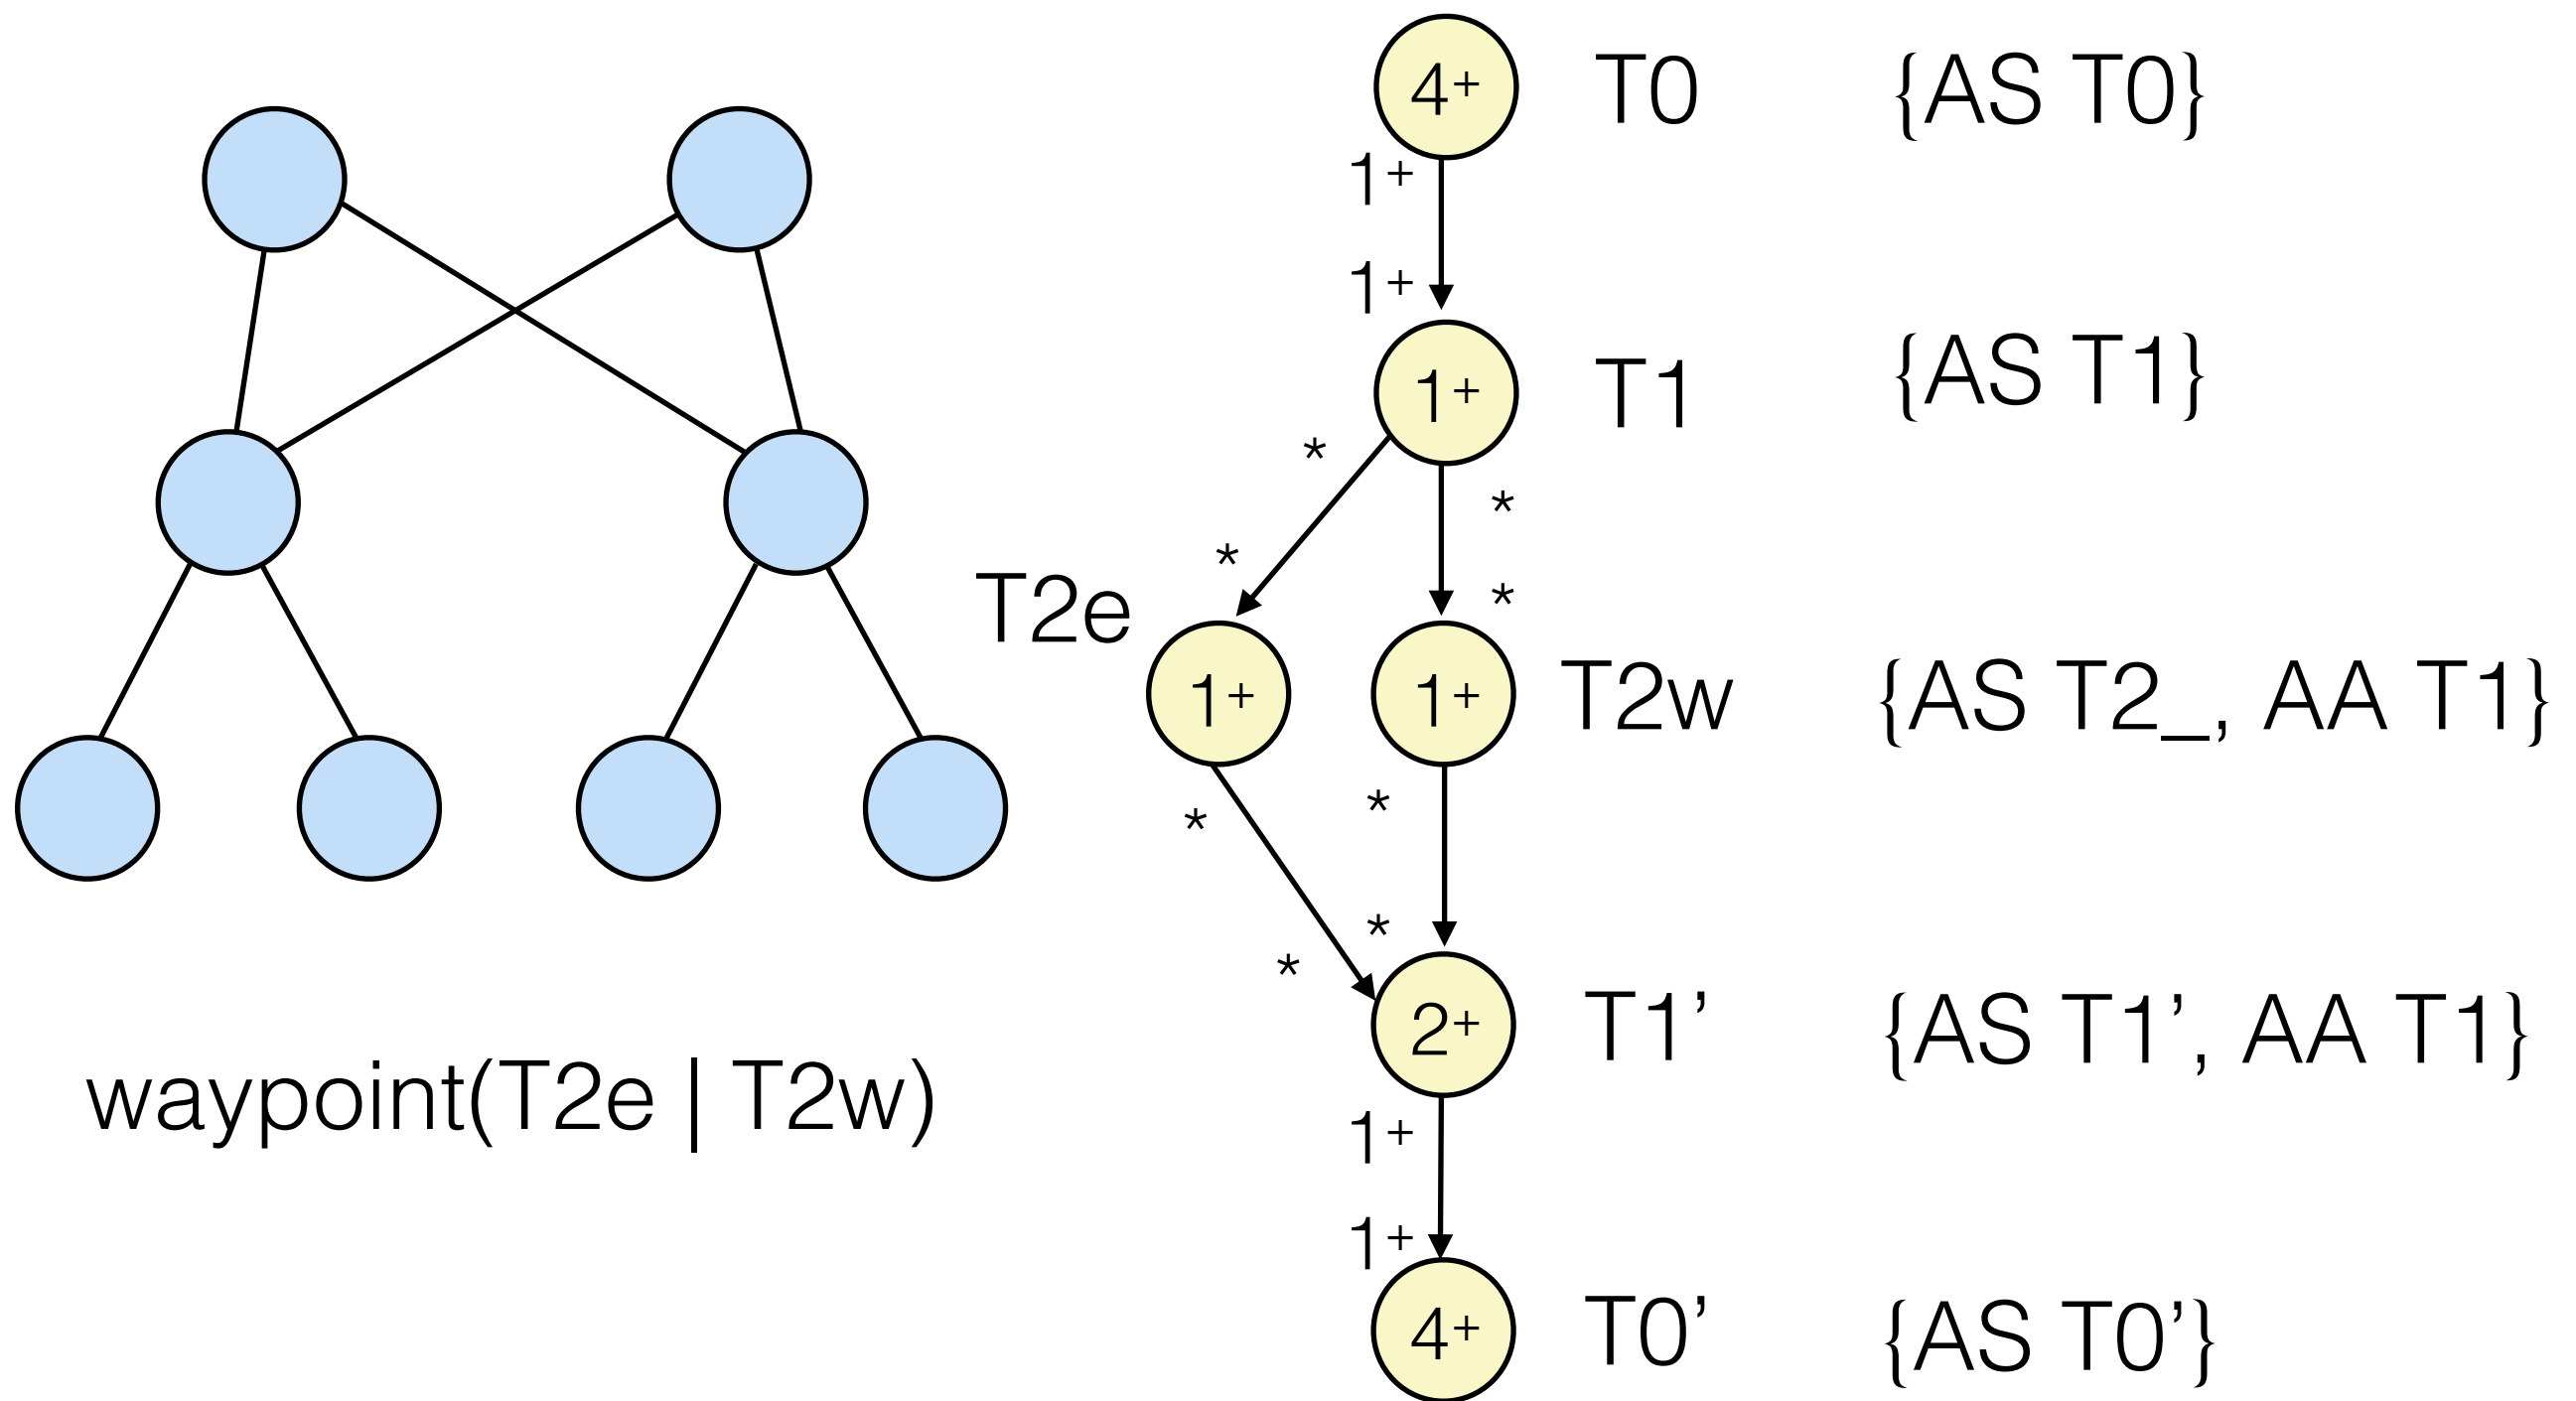 4+ T0 {AS T0}
1+
1+
1+ T1 {AS T1}
*
*
*
*
T2e
1+ 1+ T2w {AS T2_, AA T1}
*
*
*
*
2+ T1’ {AS T1’, AA T1}
waypoint(T2e | T2w)
1+
1+
4+ T0’ {AS T0’}